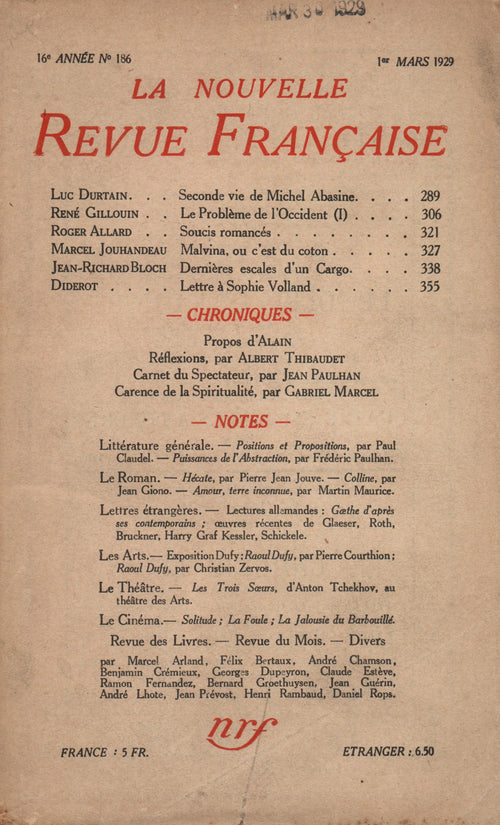 MAR 30 1929
16e ANNÉE No 186 1er MARS 1929
LA NOUVELLE
REVUE FRANÇAISE
LUC DURTAIN. . . Seconde vie de Michel Abasine. . . . . 289
RENÉ GILLOUIN . . Le Problème de l'Occident (I) . . . . 306
ROGER ALLARD . . Soucis romancés . . . . . . . . 321
MARCEL JOUHANDEAU Malvina, ou c'est du coton . . . . . 327
JEAN-RICHARD BLOCH Dernières escales d'un Cargo. . . . . 338
DIDEROT . . . . Lettre à Sophie Volland . . . . . . 355
— CHRONIQUES —
Propos d'ALAIN
Réflexions, par ALBERT THIBAUDET
Carnet du Spectateur, par JEAN PAULHAN
Carence de la Spiritualité, par GABRIEL MARCEL
— NOTES —
Littérature générale. — Positions et Propositions, par Paul
Claudel. — Puissances de l'Abstraction, par Frédéric Paulhan.
Le Roman. — Hécate, par Pierre Jean Jouve. — Colline, par
Jean Giono. — Amour, terre inconnue, par Martin Maurice.
Lettres étrangères. — Lectures allemandes : Gœthe d'après
ses contemporains ; œuvres récentes de Glaeser, Roth,
Bruckner, Harry Graf Kessler, Schickele.
Les Arts. — Exposition Dufy : Raoul Dufy, par Pierre Courthion ;
Raoul Dufy, par Christian Zervos.
Le Théâtre. — Les Trois Sœurs, d'Anton Tchekhov, au
théâtre des Arts.
Le Cinéma. — Solitude ; La Foule ; La Jalousie du Barbouillé.
Revue des Livres. — Revue du Mois. — Divers
par Marcel Arland, Félix Bertaux, André Chamson,
Benjamin Crémieux, Georges Dupeyron, Claude Estève,
Ramon Fernandez, Bernard Groethuysen, Jean Guérin,
André Lhote, Jean Prévost, Henri Rambaud, Daniel Rops.
nrf
FRANCE : 5 FR. ETRANGER : 6.50